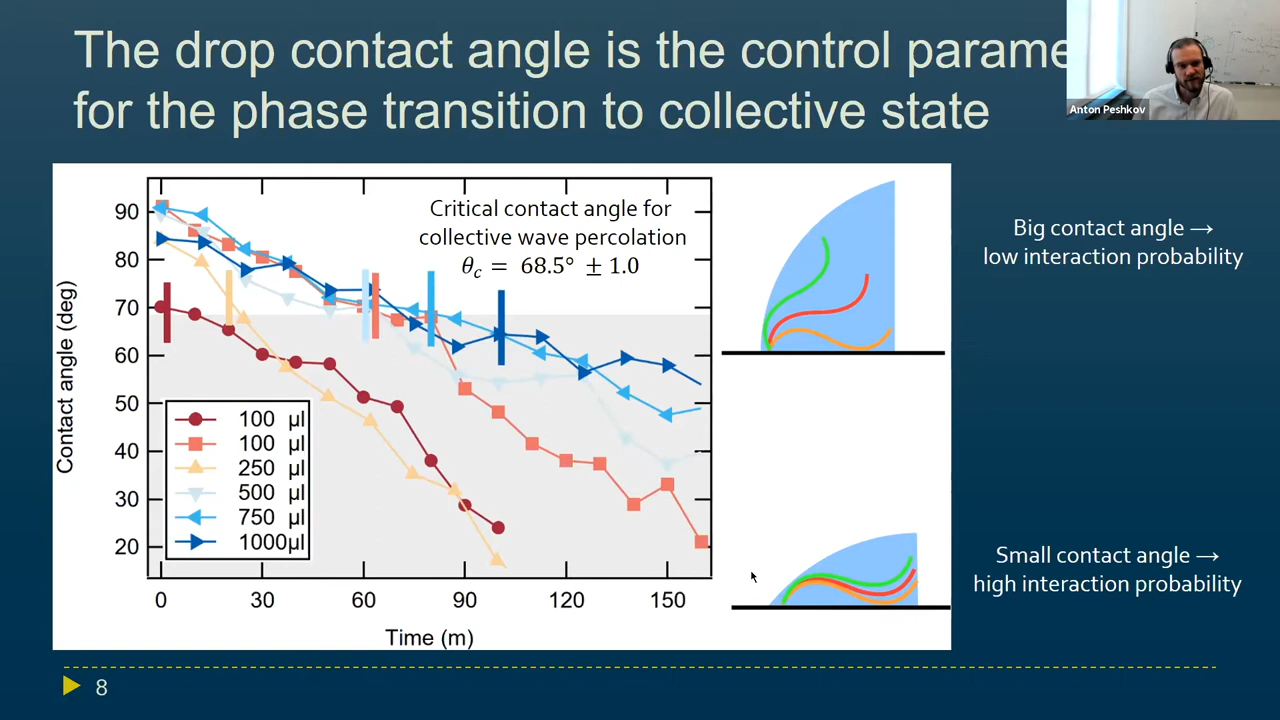 The drop contact angle is the control parame
for the phase transition to collective state
Anton Peshkov
Critical contact angle for
collective wave percolation
θc = 68.5° ± 1.0
Contact angle (deg)
90
80
70
60
50
40
30
20
100 µl
100 µl
250 µl
500 µl
750 µl
1000µl
0 30 60 90 120 150
Time (m)
Big contact angle →
low interaction probability
Small contact angle →
high interaction probability
8